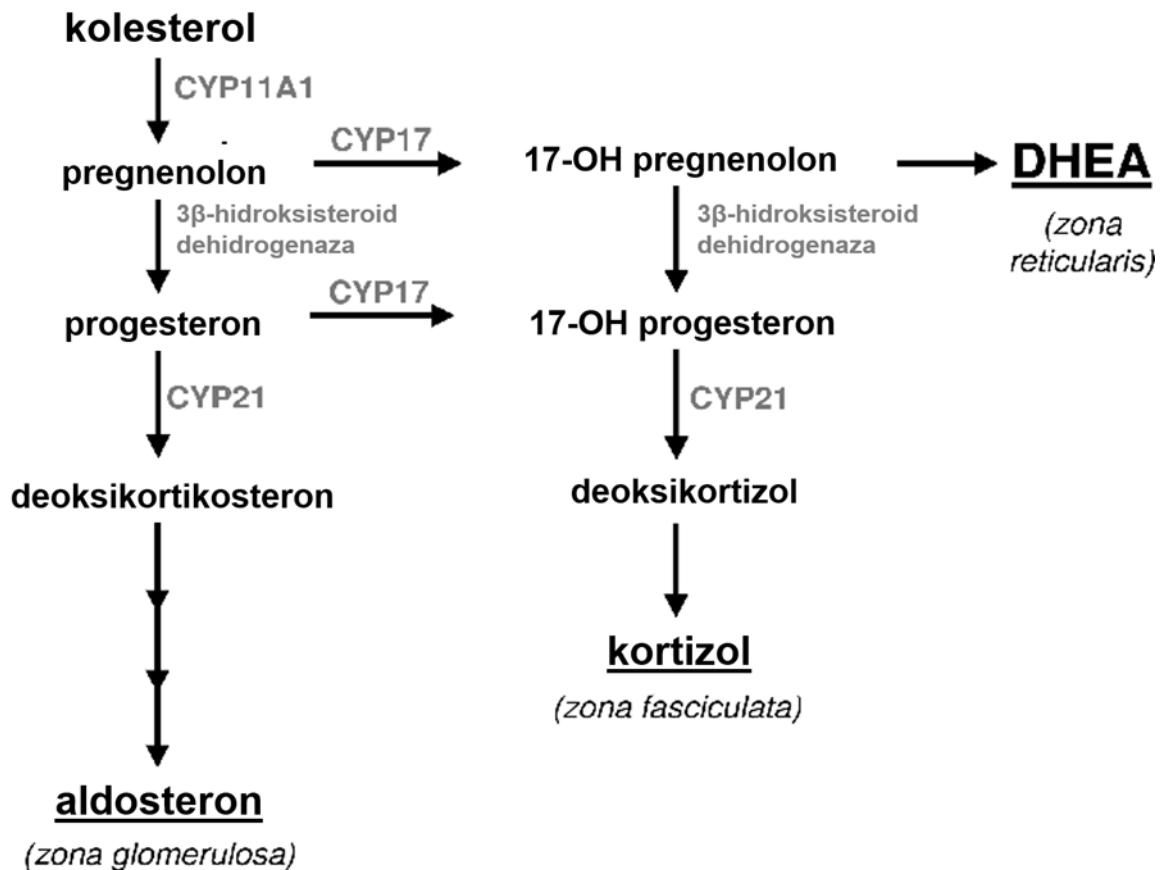 kolesterol
CYP11A1
pregnenolon
CYP17
17-OH pregnenolon
DHEA
(zona
reticularis)
3β-hidroksisteroid
dehidrogenaza
3β-hidroksisteroid
dehidrogenaza
progesteron
CYP17
17-OH progesteron
CYP21
CYP21
deoksikortikosteron
deoksikortizol
kortizol
(zona fasciculata)
aldosteron
(zona glomerulosa)